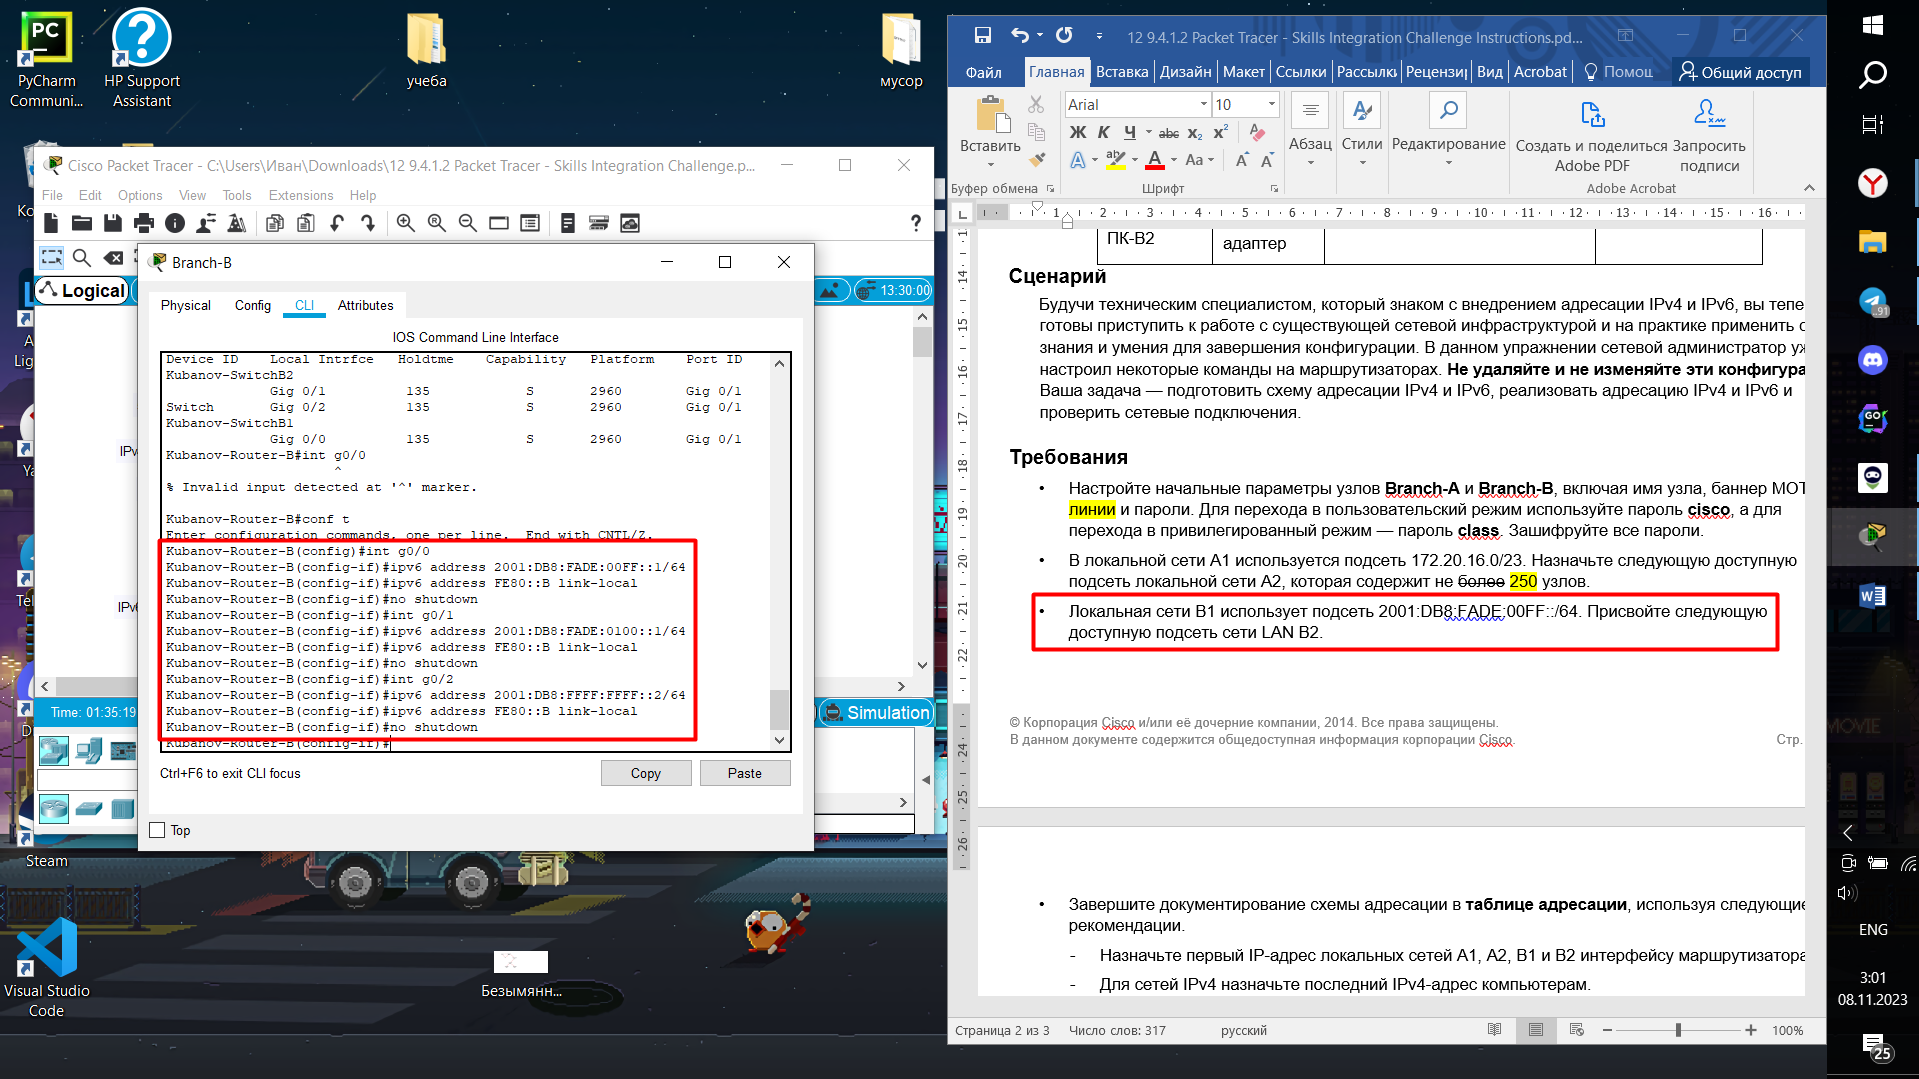 PyCharm
Communi...
HP Support
Assistant
учеба
мусор
Cisco Packet Tracer - C:\Users\Иван\Downloads\12 9.4.1.2 Packet Tracer - Skills Integration Challenge.p...
File Edit Options View Tools Extensions Help
Logical
13:30:00
Branch-B
Physical Config CLI Attributes
IOS Command Line Interface
Device ID Local Intrfce Holdtme Capability Platform Port ID
Kubanov-SwitchB2
Gig 0/1 135 S 2960 Gig 0/1
Switch Gig 0/2 135 S 2960 Gig 0/1
Kubanov-SwitchB1
Gig 0/0 135 S 2960 Gig 0/1
Kubanov-Router-B#int g0/0
^
% Invalid input detected at '^' marker.
Kubanov-Router-B#conf t
Enter configuration commands, one per line. End with CNTL/Z.
Kubanov-Router-B(config)#int g0/0
Kubanov-Router-B(config-if)#ipv6 address 2001:DB8:FADE:00FF::1/64
Kubanov-Router-B(config-if)#ipv6 address FE80::B link-local
Kubanov-Router-B(config-if)#no shutdown
Kubanov-Router-B(config-if)#int g0/1
Kubanov-Router-B(config-if)#ipv6 address 2001:DB8:FADE:0100::1/64
Kubanov-Router-B(config-if)#ipv6 address FE80::B link-local
Kubanov-Router-B(config-if)#no shutdown
Kubanov-Router-B(config-if)#int g0/2
Kubanov-Router-B(config-if)#ipv6 address 2001:DB8:FFFF:FFFF::2/64
Kubanov-Router-B(config-if)#ipv6 address FE80::B link-local
Kubanov-Router-B(config-if)#no shutdown
Kubanov-Router-B(config-if)#
Ctrl+F6 to exit CLI focus
Copy Paste
Top
Time: 01:35:19
Simulation
Steam
Visual Studio
Code
Безымянн...
12 9.4.1.2 Packet Tracer - Skills Integration Challenge Instructions.pd...
Файл Главная Вставка Дизайн Макет Ссылки Рассылки Реценз Вид Acrobat Помощ Общий доступ
Arial 10
Вставить
Ж К Ч abc x₂ x²
Абзац Стили Редактирование
Создать и поделиться
Adobe PDF
Запросить
подписи
Буфер обмена Шрифт Adobe Acrobat
1 2 3 4 5 6 7 8 9 10 11 12 13 14 15 16
ПК-B2 адаптер
Сценарий
Будучи техническим специалистом, который знаком с внедрением адресации IPv4 и IPv6, вы тепе
готовы приступить к работе с существующей сетевой инфраструктурой и на практике применить с
знания и умения для завершения конфигурации. В данном упражнении сетевой администратор уж
настроил некоторые команды на маршрутизаторах. Не удаляйте и не изменяйте эти конфигура
Ваша задача — подготовить схему адресации IPv4 и IPv6, реализовать адресацию IPv4 и IPv6 и
проверить сетевые подключения.
Требования
• Настройте начальные параметры узлов Branch-A и Branch-B, включая имя узла, баннер МОТ
линии и пароли. Для перехода в пользовательский режим используйте пароль cisco, а для
перехода в привилегированный режим — пароль class. Зашифруйте все пароли.
• В локальной сети A1 используется подсеть 172.20.16.0/23. Назначьте следующую доступную
подсеть локальной сети A2, которая содержит не более 250 узлов.
• Локальная сети B1 использует подсеть 2001:DB8:FADE:00FF::/64. Присвойте следующую
доступную подсеть сети LAN B2.
© Корпорация Cisco и/или её дочерние компании, 2014. Все права защищены.
В данном документе содержится общедоступная информация корпорации Cisco.
Стр.
• Завершите документирование схемы адресации в таблице адресации, используя следующие
рекомендации.
- Назначьте первый IP-адрес локальных сетей A1, A2, B1 и B2 интерфейсу маршрутизатора
- Для сетей IPv4 назначьте последний IPv4-адрес компьютерам.
Страница 2 из 3 Число слов: 317 русский 100%
91
ENG
3:01
08.11.2023
25